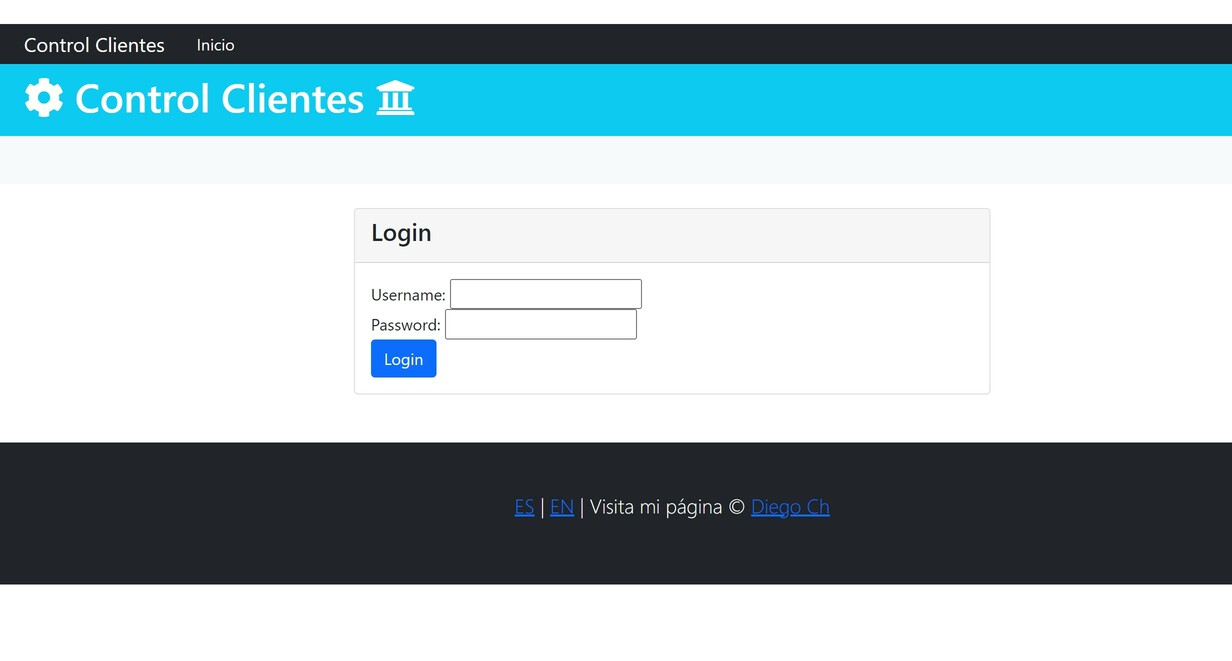 Control Clientes Inicio
Control Clientes
Login
Username:
Password:
Login
ES | EN | Visita mi página © Diego Ch